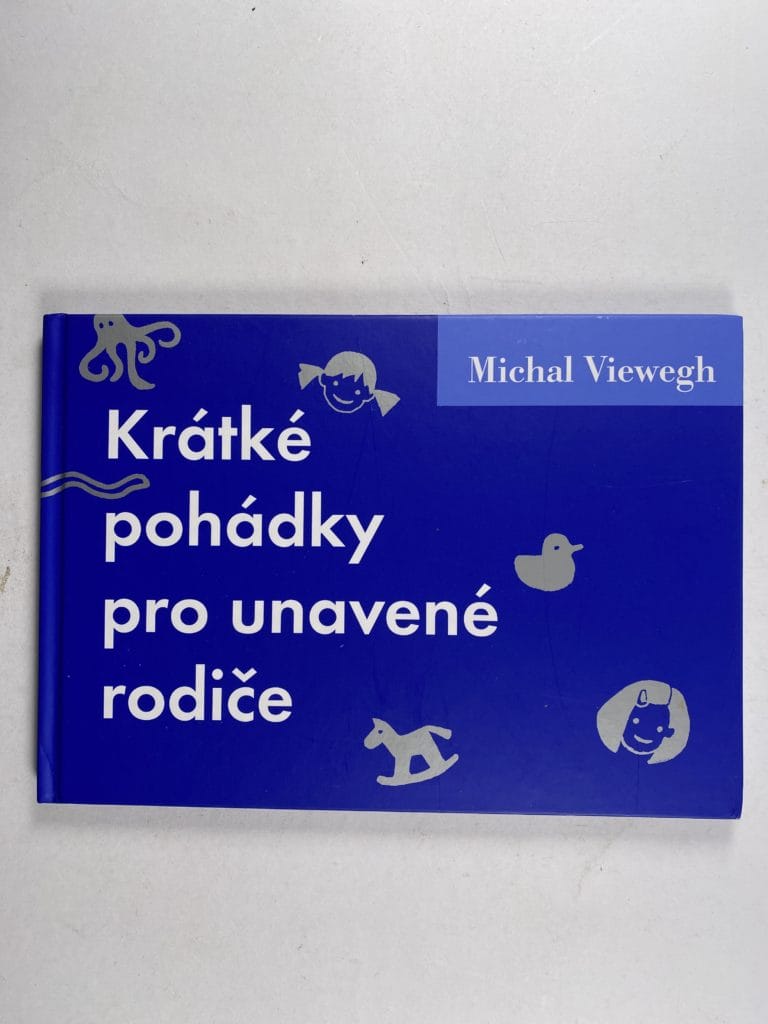 Michal Viewegh
Krátké
pohádky
pro unavené
rodiče